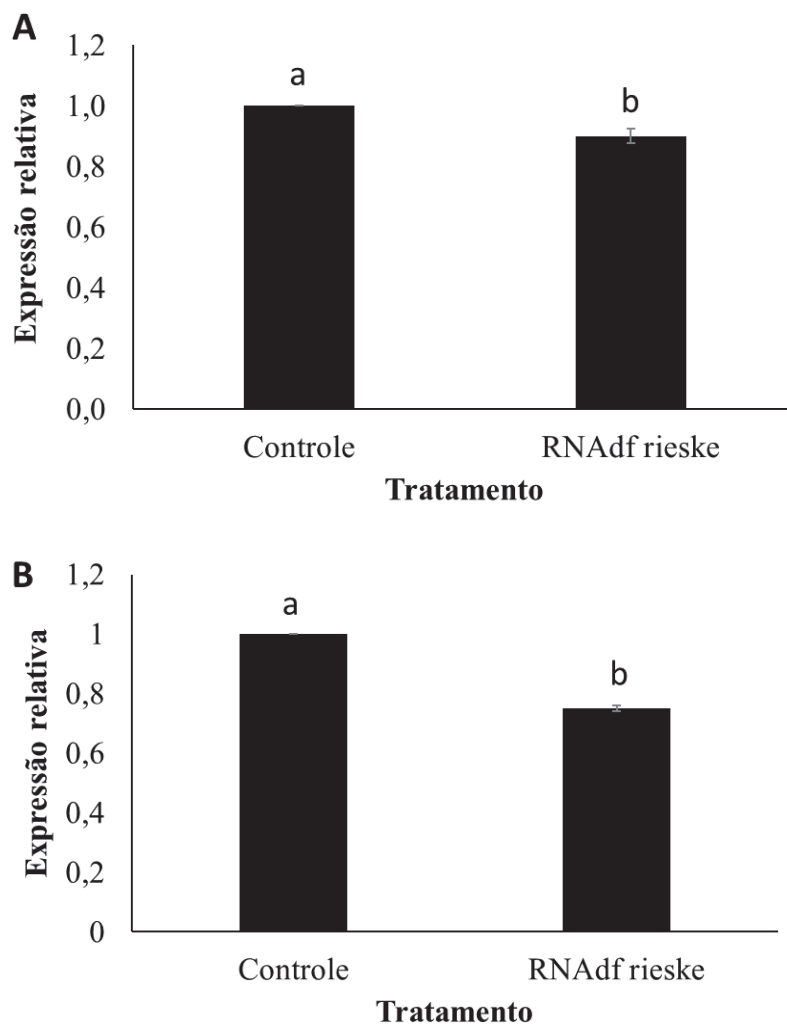 A
1,2
1,0
0,8
0,6
0,4
0,2
0,0
Expressão relativa
a
b
Controle
RNAdf rieske
Tratamento
B
1,2
1
0,8
0,6
0,4
0,2
0
Expressão relativa
a
b
Controle
RNAdf rieske
Tratamento